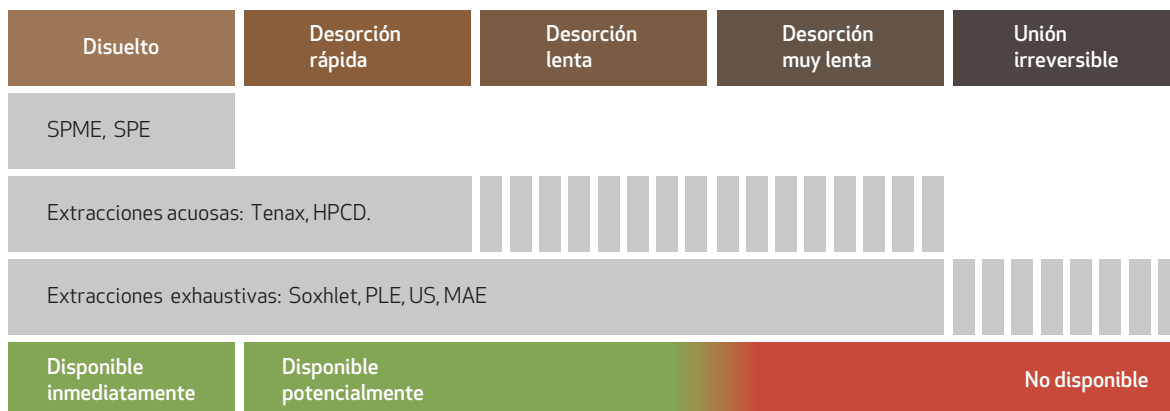 Disuelto
Desorción
rápida
Desorción
lenta
Desorción
muy lenta
Unión
irreversible
SPME, SPE
Extracciones acuosas: Tenax, HPCD.
Extracciones exhaustivas: Soxhlet, PLE, US, MAE
Disponible
inmediatamente
Disponible
potencialmente
No disponible